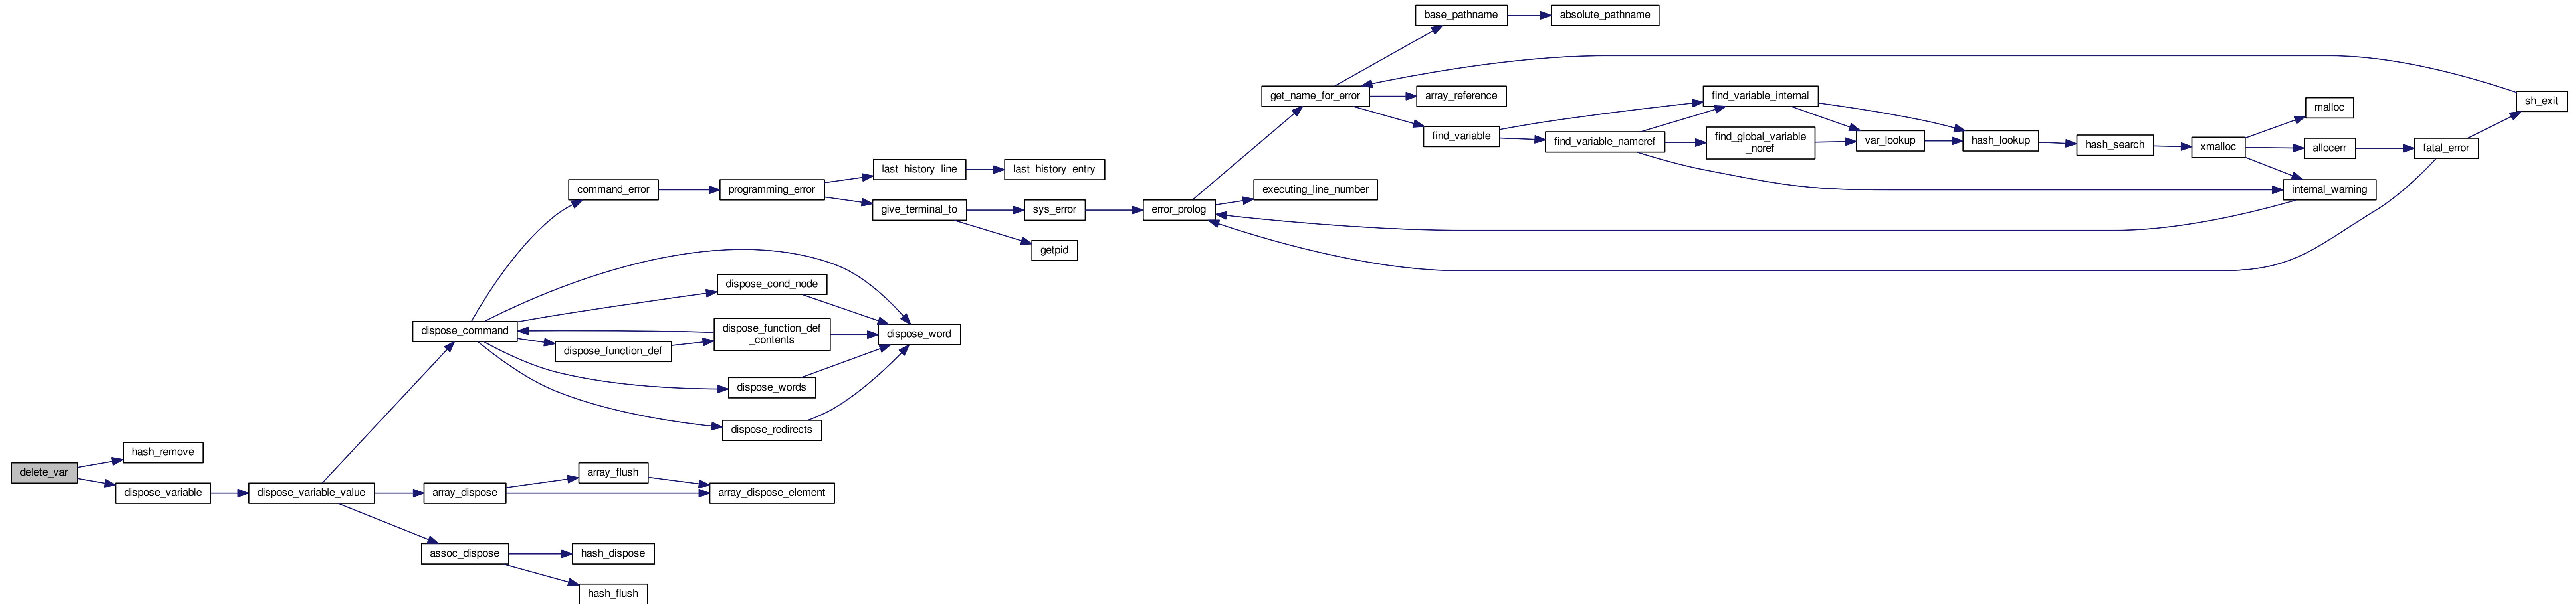 delete_var
hash_remove
dispose_variable
dispose_variable_value
dispose_command
array_dispose
assoc_dispose
command_error
dispose_function_def
array_flush
hash_dispose
hash_flush
programming_error
dispose_cond_node
dispose_function_def
_contents
dispose_words
dispose_redirects
array_dispose_element
last_history_line
give_terminal_to
dispose_word
last_history_entry
sys_error
getpid
error_prolog
get_name_for_error
executing_line_number
base_pathname
array_reference
find_variable
absolute_pathname
find_variable_nameref
find_variable_internal
find_global_variable
_noref
var_lookup
hash_lookup
hash_search
xmalloc
malloc
allocerr
internal_warning
fatal_error
sh_exit